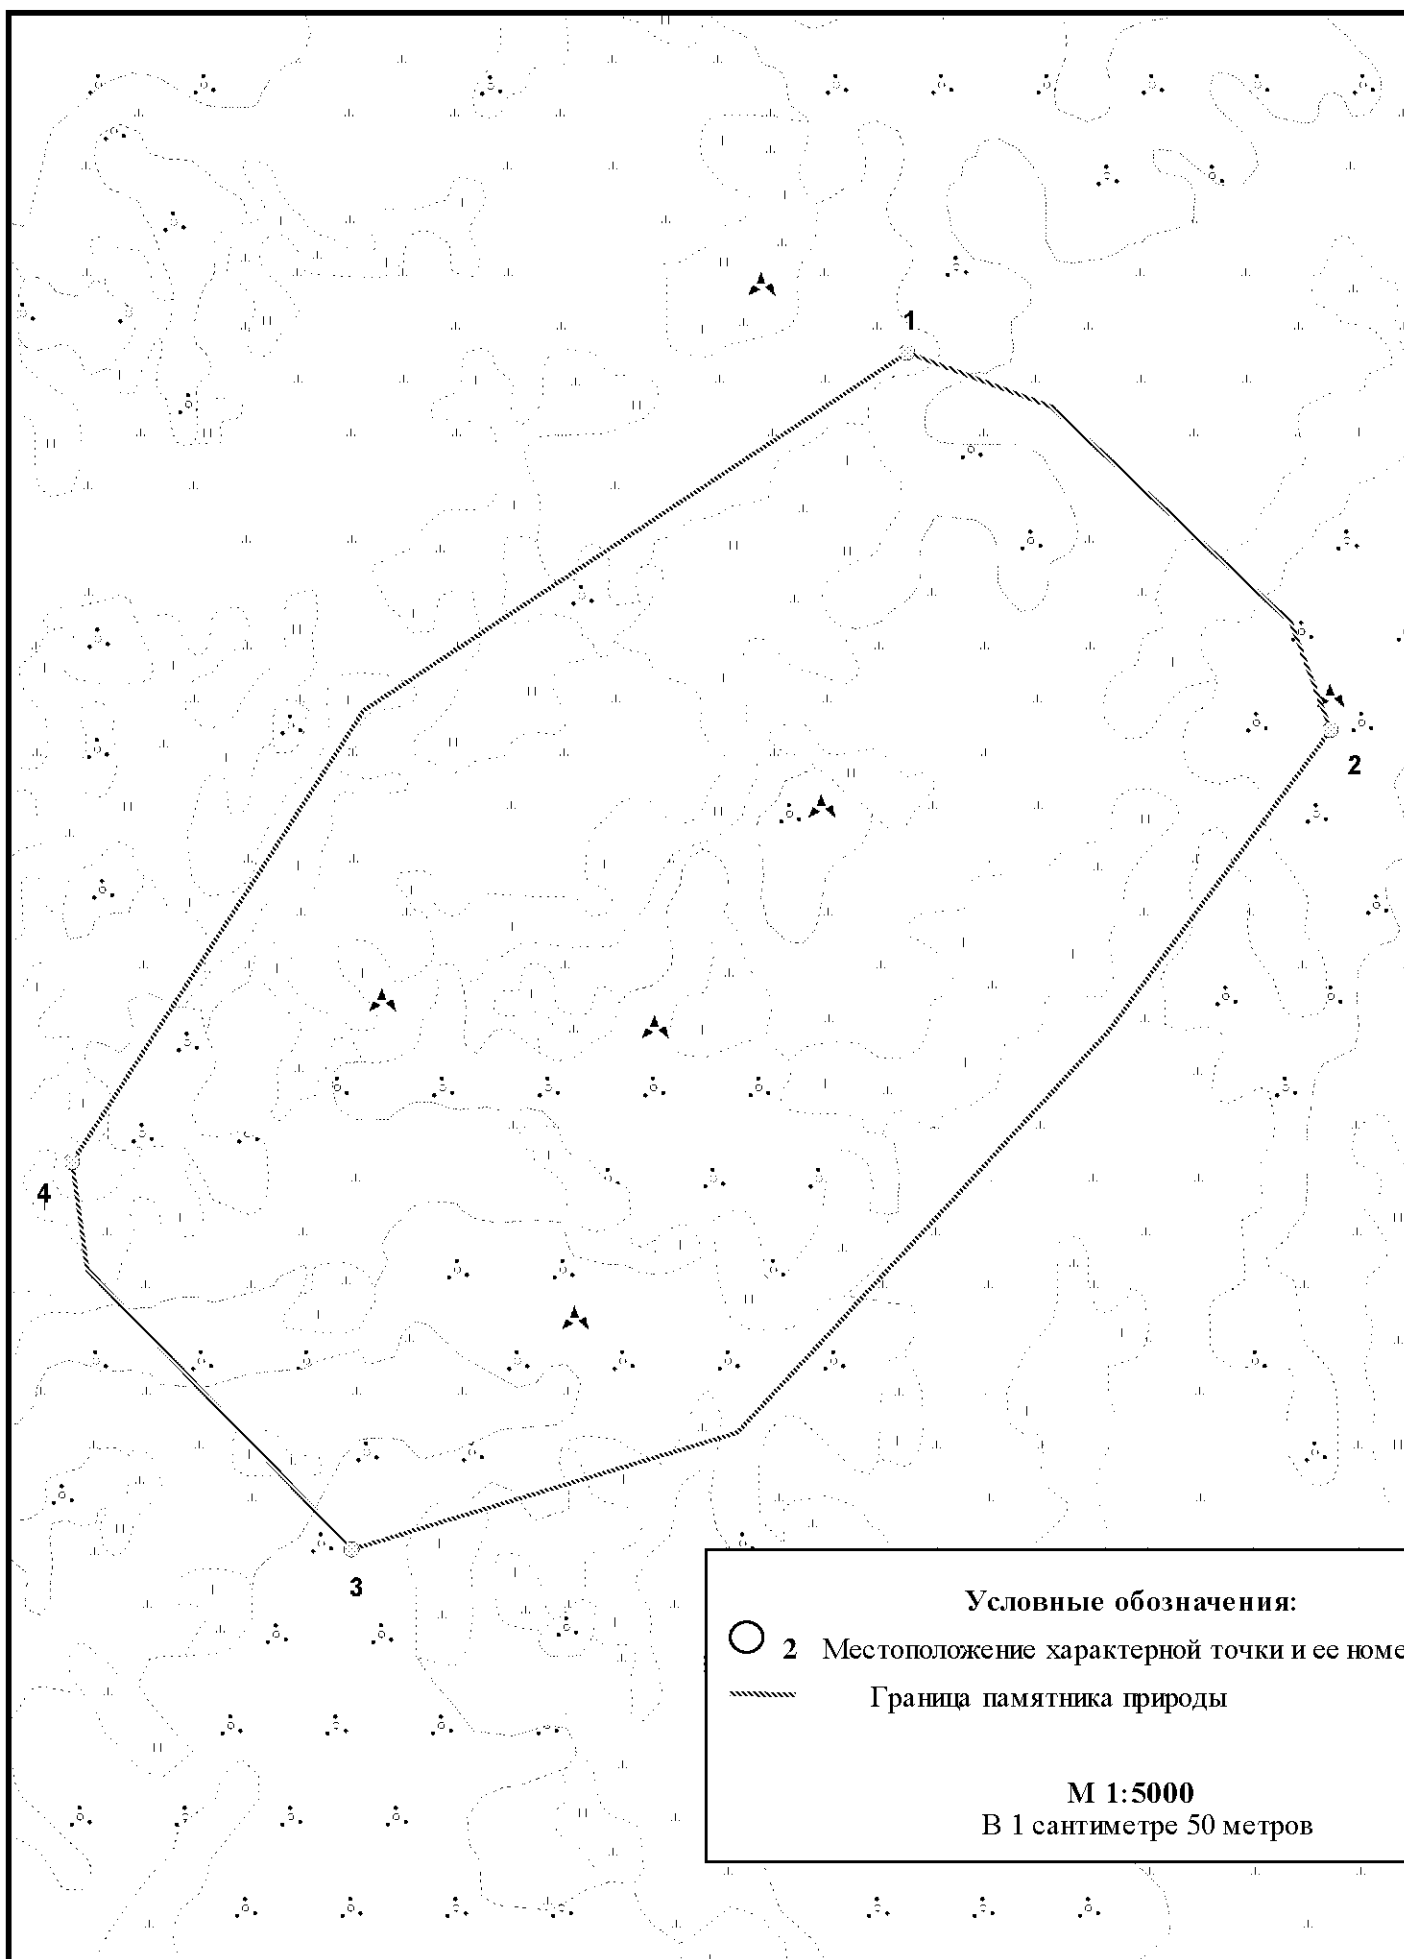 1
2
4
3
Условные обозначения:
2 Местоположение характерной точки и ее номе
Граница памятника природы
М 1:5000
В 1 сантиметре 50 метров